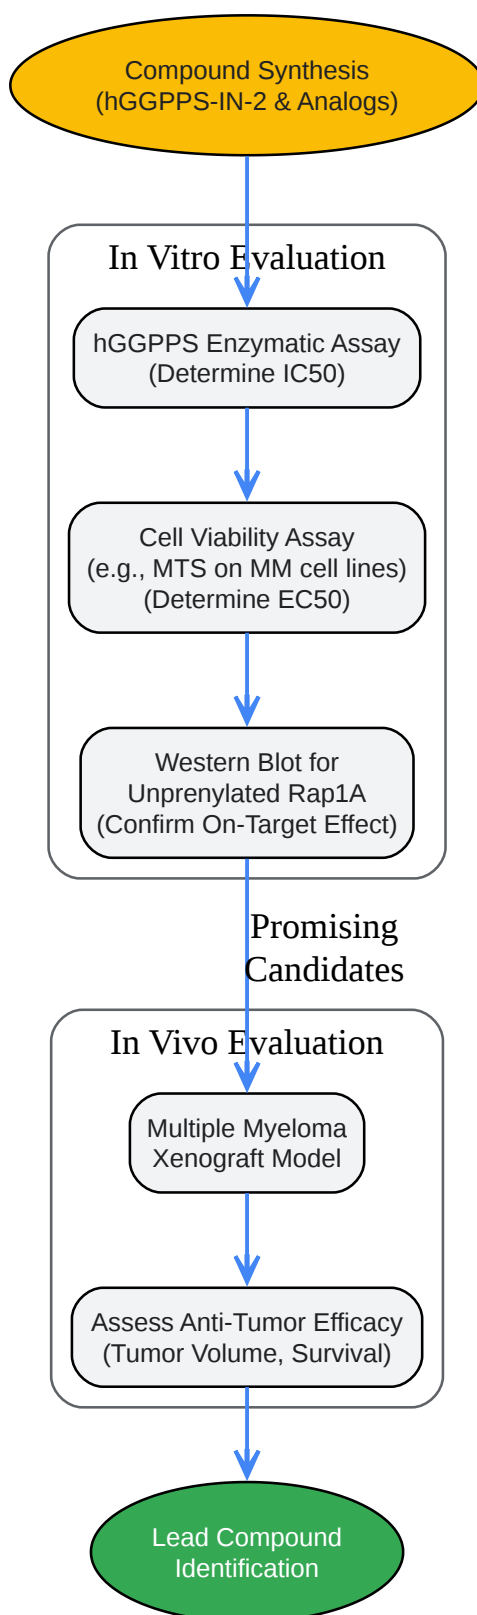 Compound Synthesis
(hGGPPS-IN-2 & Analogs)
In Vitro Evaluation
hGGPPS Enzymatic Assay
(Determine IC50)
Cell Viability Assay
(e.g., MTS on MM cell lines)
(Determine EC50)
Western Blot for
Unprenylated Rap1A
(Confirm On-Target Effect)
Promising
Candidates
In Vivo Evaluation
Multiple Myeloma
Xenograft Model
Assess Anti-Tumor Efficacy
(Tumor Volume, Survival)
Lead Compound
Identification